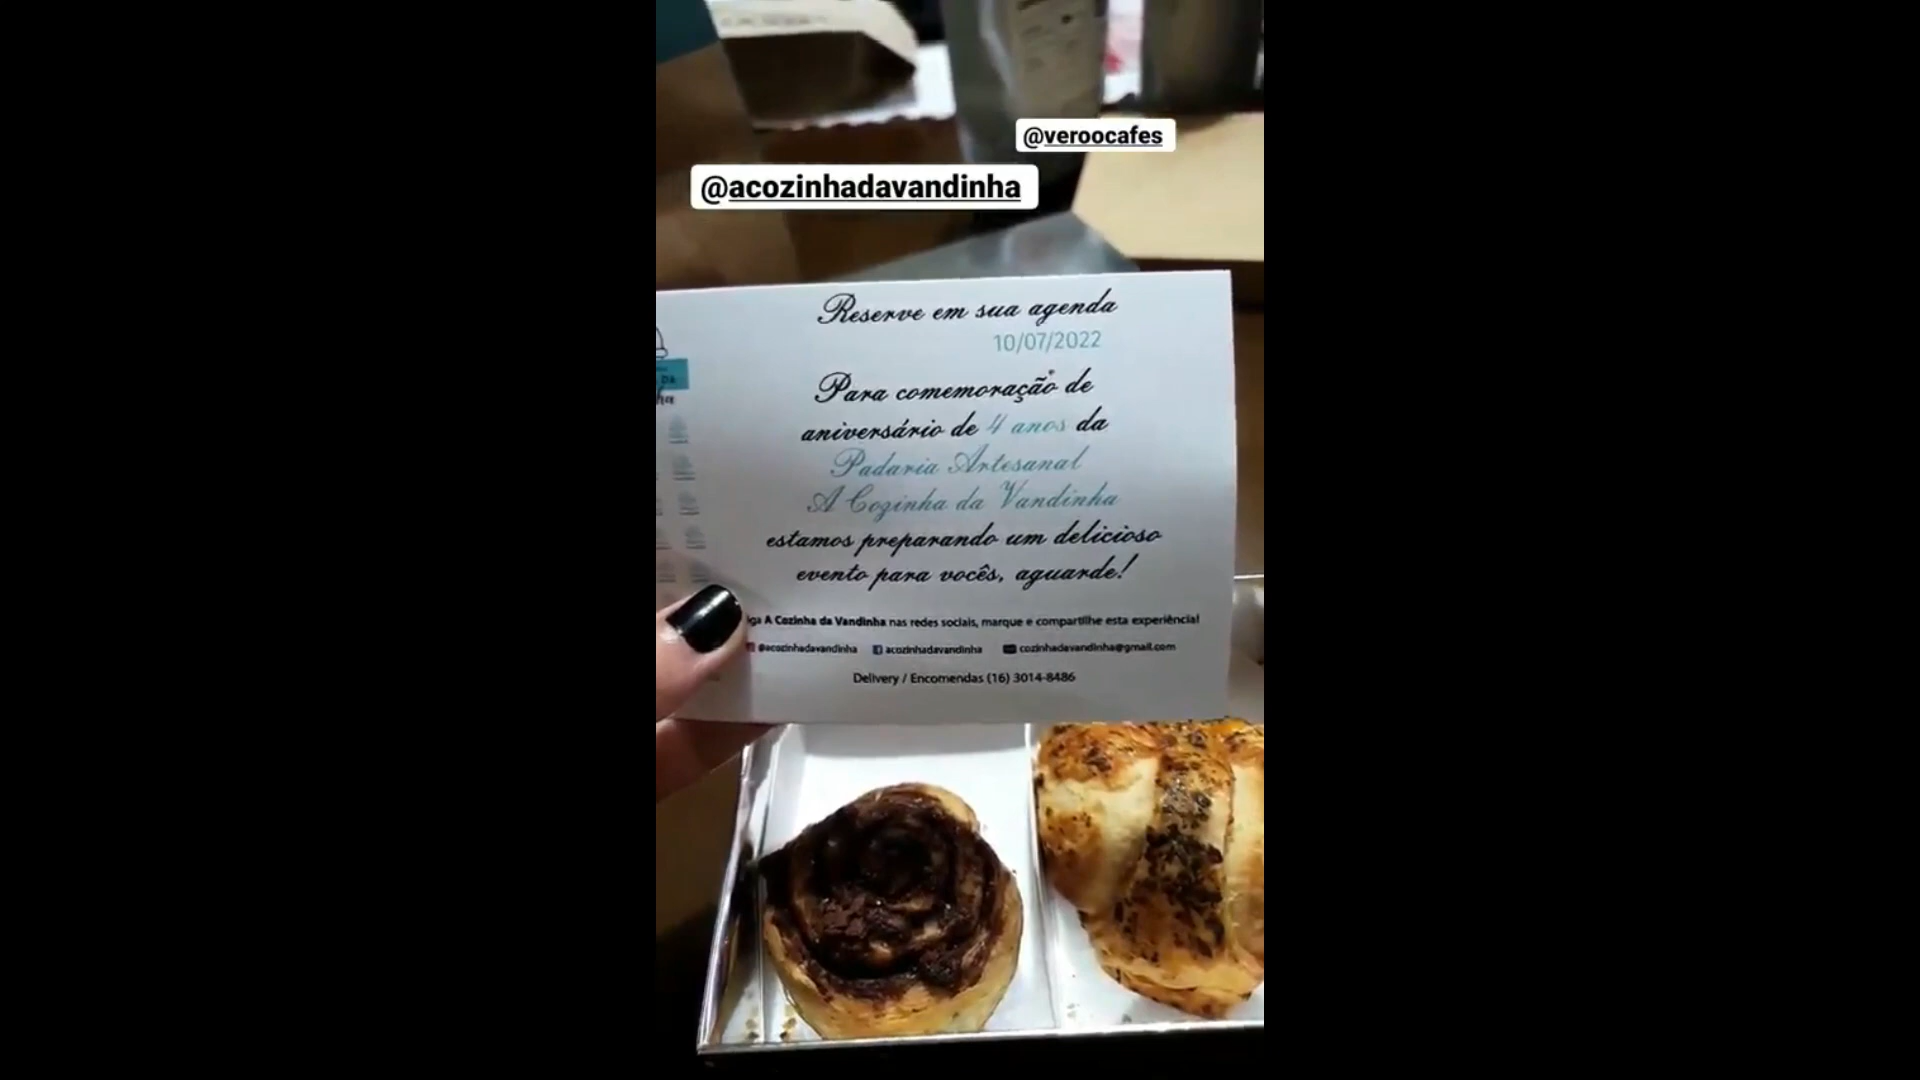 @veroocafes
@acozinhadavandinha
Reserve em sua agenda
10/07/2022
Para comemoração de
aniversário de 4 anos da
Padaria Artesanal
A Cozinha da Vandinha
estamos preparando um delicioso
evento para vocês, aguarde!
A Cozinha da Vandinha nas redes sociais, marque e compartilhe esta experiência!
@acozinhadavandinha acozinhadavandinha cozinhadavandinha@gmail.com
Delivery / Encomendas (16) 3014-8486